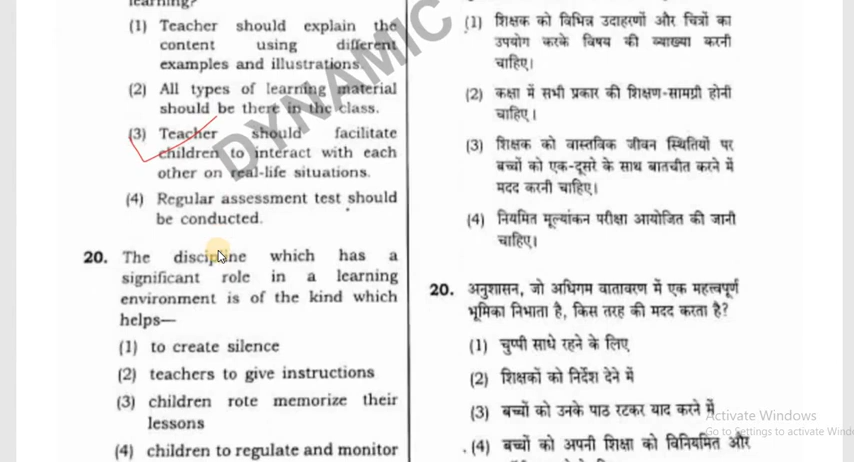 learning?
(1) Teacher should explain the
content using different
examples and illustrations.
(2) All types of learning material
should be there in the class.
(3) Teacher should facilitate
children to interact with each
other on real-life situations.
(4) Regular assessment test should
be conducted.
20. The discipline which has a
significant role in a learning
environment is of the kind which
helps—
(1) to create silence
(2) teachers to give instructions
(3) children rote memorize their
lessons
(4) children to regulate and monitor
(1) शिक्षक को विभिन्न उदाहरणों और चित्रों का
उपयोग करके विषय की व्याख्या करनी
चाहिए।
(2) कक्षा में सभी प्रकार की शिक्षण-सामग्री होनी
चाहिए।
(3) शिक्षक को वास्तविक जीवन स्थितियों पर
बच्चों को एक-दूसरे के साथ बातचीत करने में
मदद करनी चाहिए।
(4) नियमित मूल्यांकन परीक्षा आयोजित की जानी
चाहिए।
20. अनुशासन, जो अधिगम वातावरण में एक महत्त्वपूर्ण
भूमिका निभाता है, किस तरह की मदद करता है?
(1) चुप्पी साधे रहने के लिए
(2) शिक्षकों को निर्देश देने में
(3) बच्चों को उनके पाठ रटकर याद करने में
(4) बच्चों को अपनी शिक्षा को विनियमित और
DYNAMIC
Activate Windows
Go to Settings to activate Wind